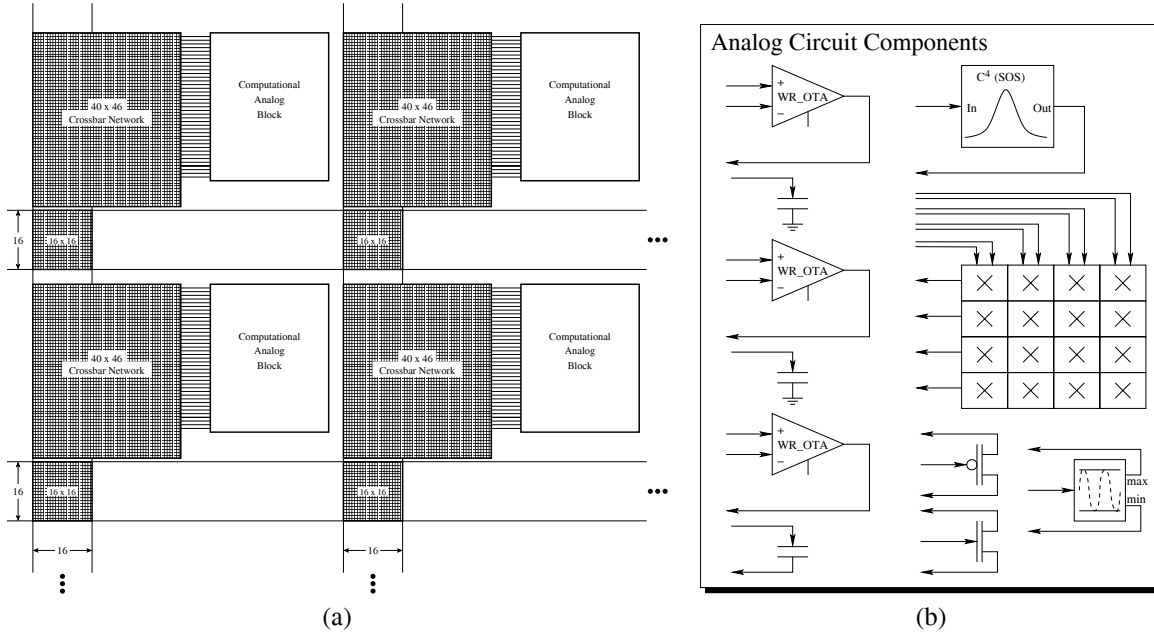 40 x 46
Crossbar Network
Computational
Analog
Block
40 x 46
Crossbar Network
Computational
Analog
Block
16
16 x 16
16 x 16
40 x 46
Crossbar Network
Computational
Analog
Block
40 x 46
Crossbar Network
Computational
Analog
Block
16
16 x 16
16 x 16
16
16
(a)
Analog Circuit Components
+
WR_OTA
−
C⁴ (SOS)
In
Out
+
WR_OTA
−
+
WR_OTA
−
max
min
(b)